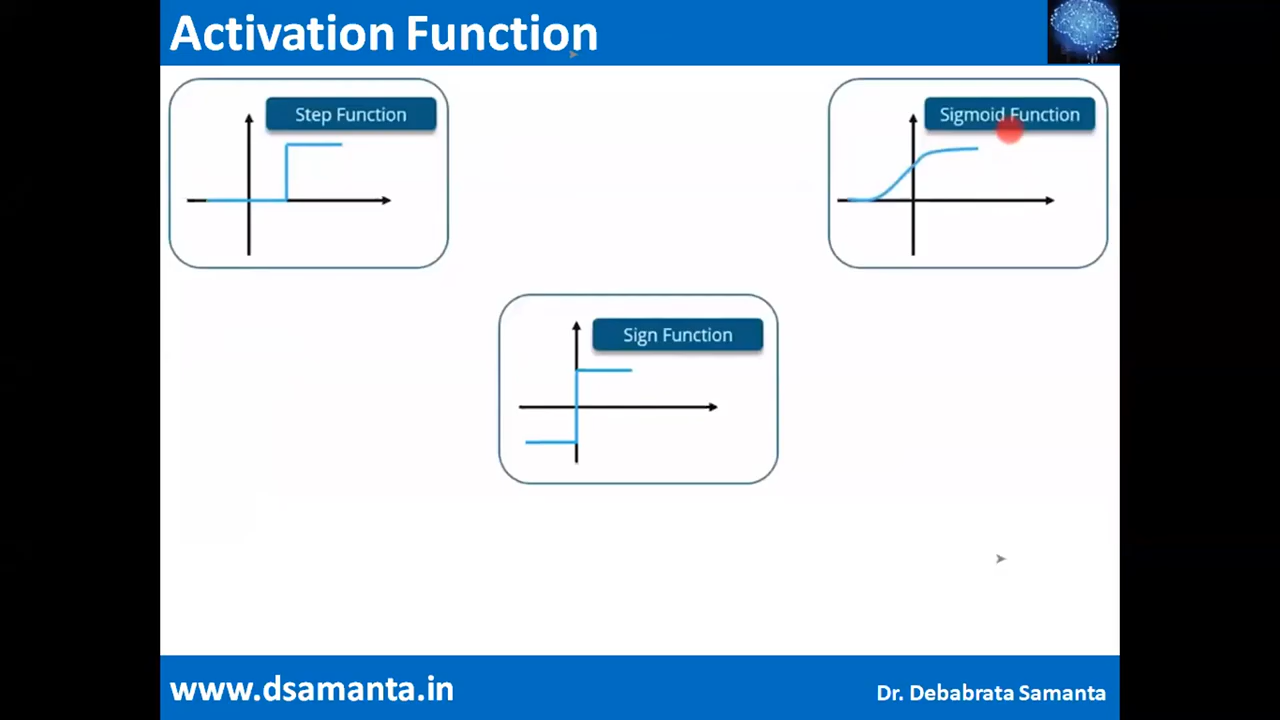 Activation Function
Step Function
Sigmoid Function
Sign Function
www.dsamanta.in
Dr. Debabrata Samanta